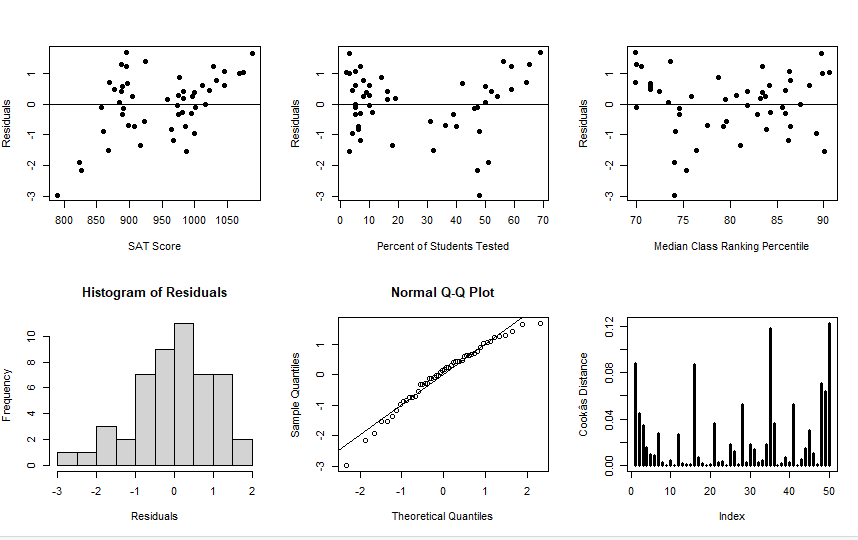 Residuals
1
0
-1
-2
-3
800 850 900 950 1000 1050
SAT Score
Residuals
1
0
-1
-2
-3
0 10 20 30 40 50 60 70
Percent of Students Tested
Residuals
1
0
-1
-2
-3
70 75 80 85 90
Median Class Ranking Percentile
Histogram of Residuals
Frequency
10
8
6
4
2
0
-3 -2 -1 0 1 2
Residuals
Normal Q-Q Plot
Sample Quantiles
1
0
-1
-2
-3
-2 -1 0 1 2
Theoretical Quantiles
Cookâs Distance
0.12
0.08
0.04
0.00
0 10 20 30 40 50
Index